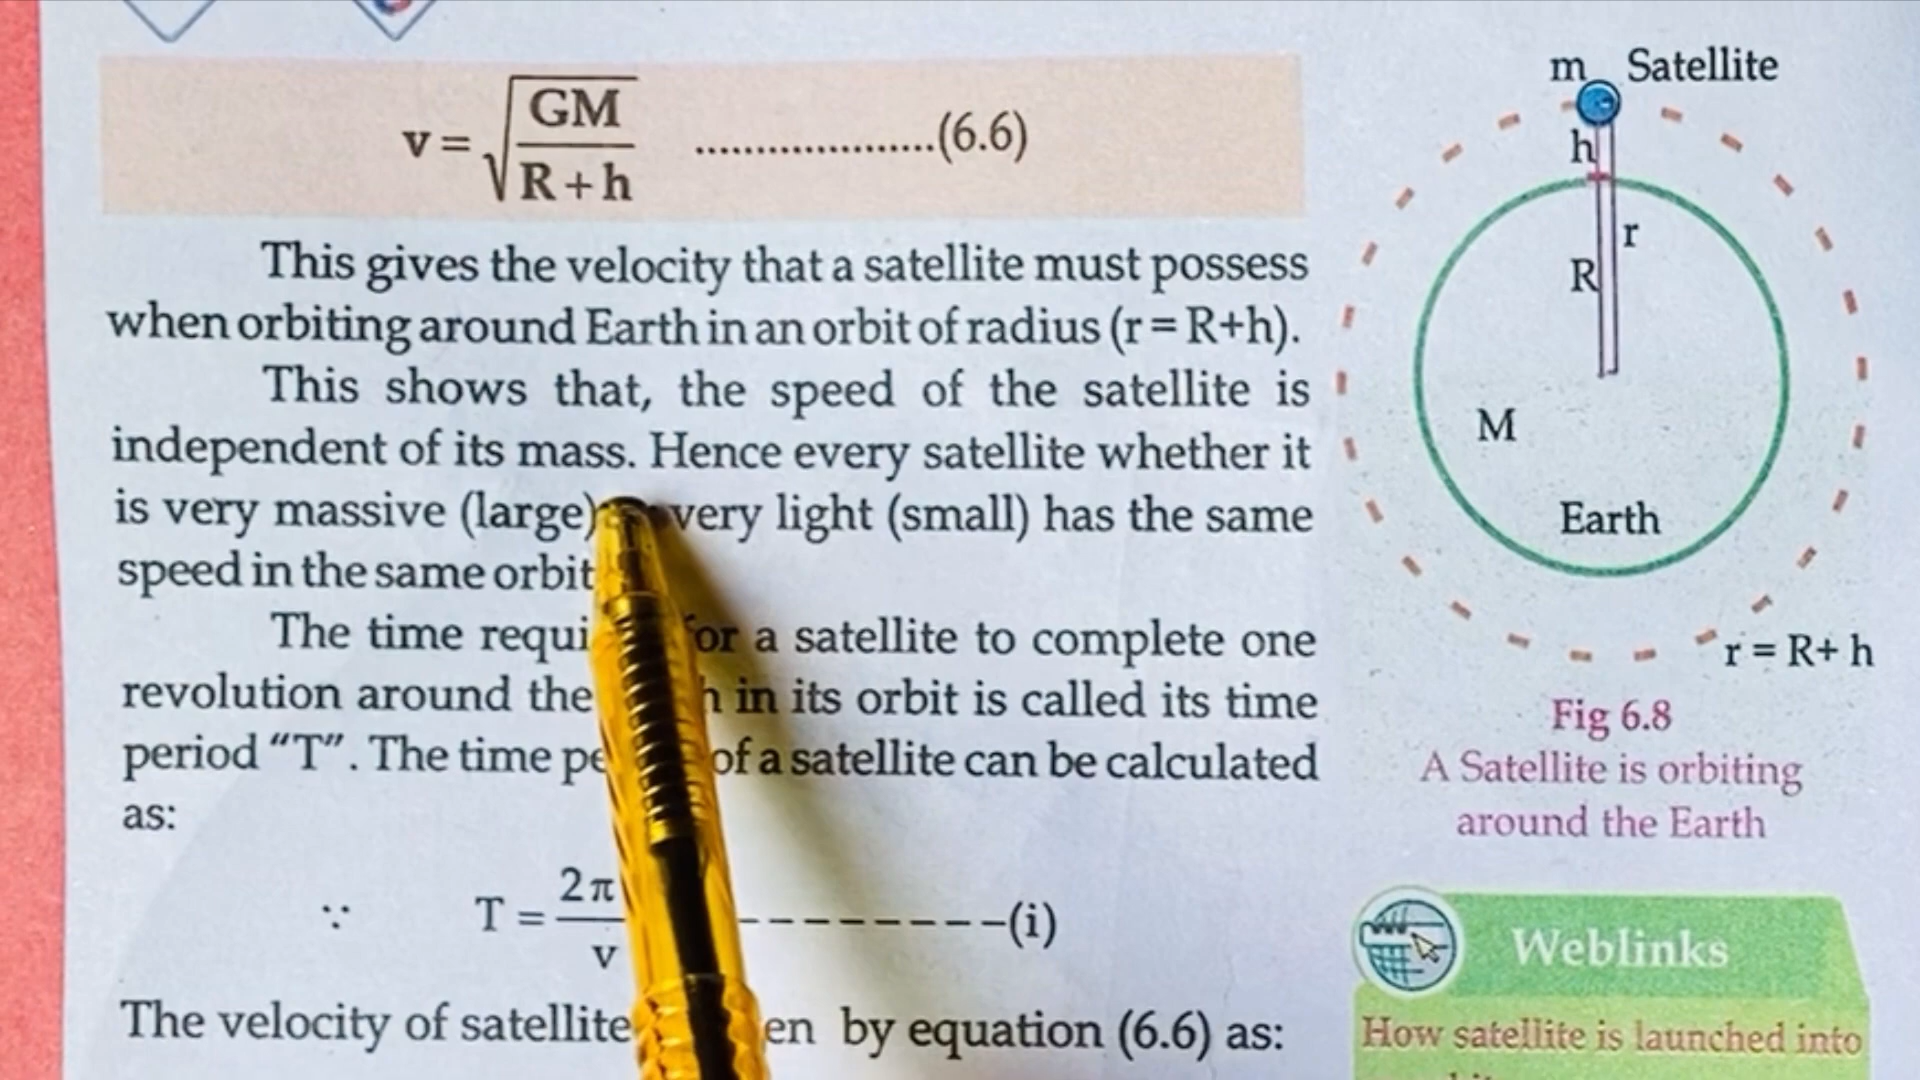 v = √GM/R + h ....................(6.6)
This gives the velocity that a satellite must possess
when orbiting around Earth in an orbit of radius (r = R+h).
This shows that, the speed of the satellite is
independent of its mass. Hence every satellite whether it
is very massive (large) very light (small) has the same
speed in the same orbit
The time requi for a satellite to complete one
revolution around the in its orbit is called its time
period “T”. The time of a satellite can be calculated
as:
∵ T = 2π/v ---------(i)
The velocity of satellite by equation (6.6) as:
m Satellite
h
r
R
M
Earth
r = R+ h
Fig 6.8
A Satellite is orbiting
around the Earth
Weblinks
How satellite is launched into